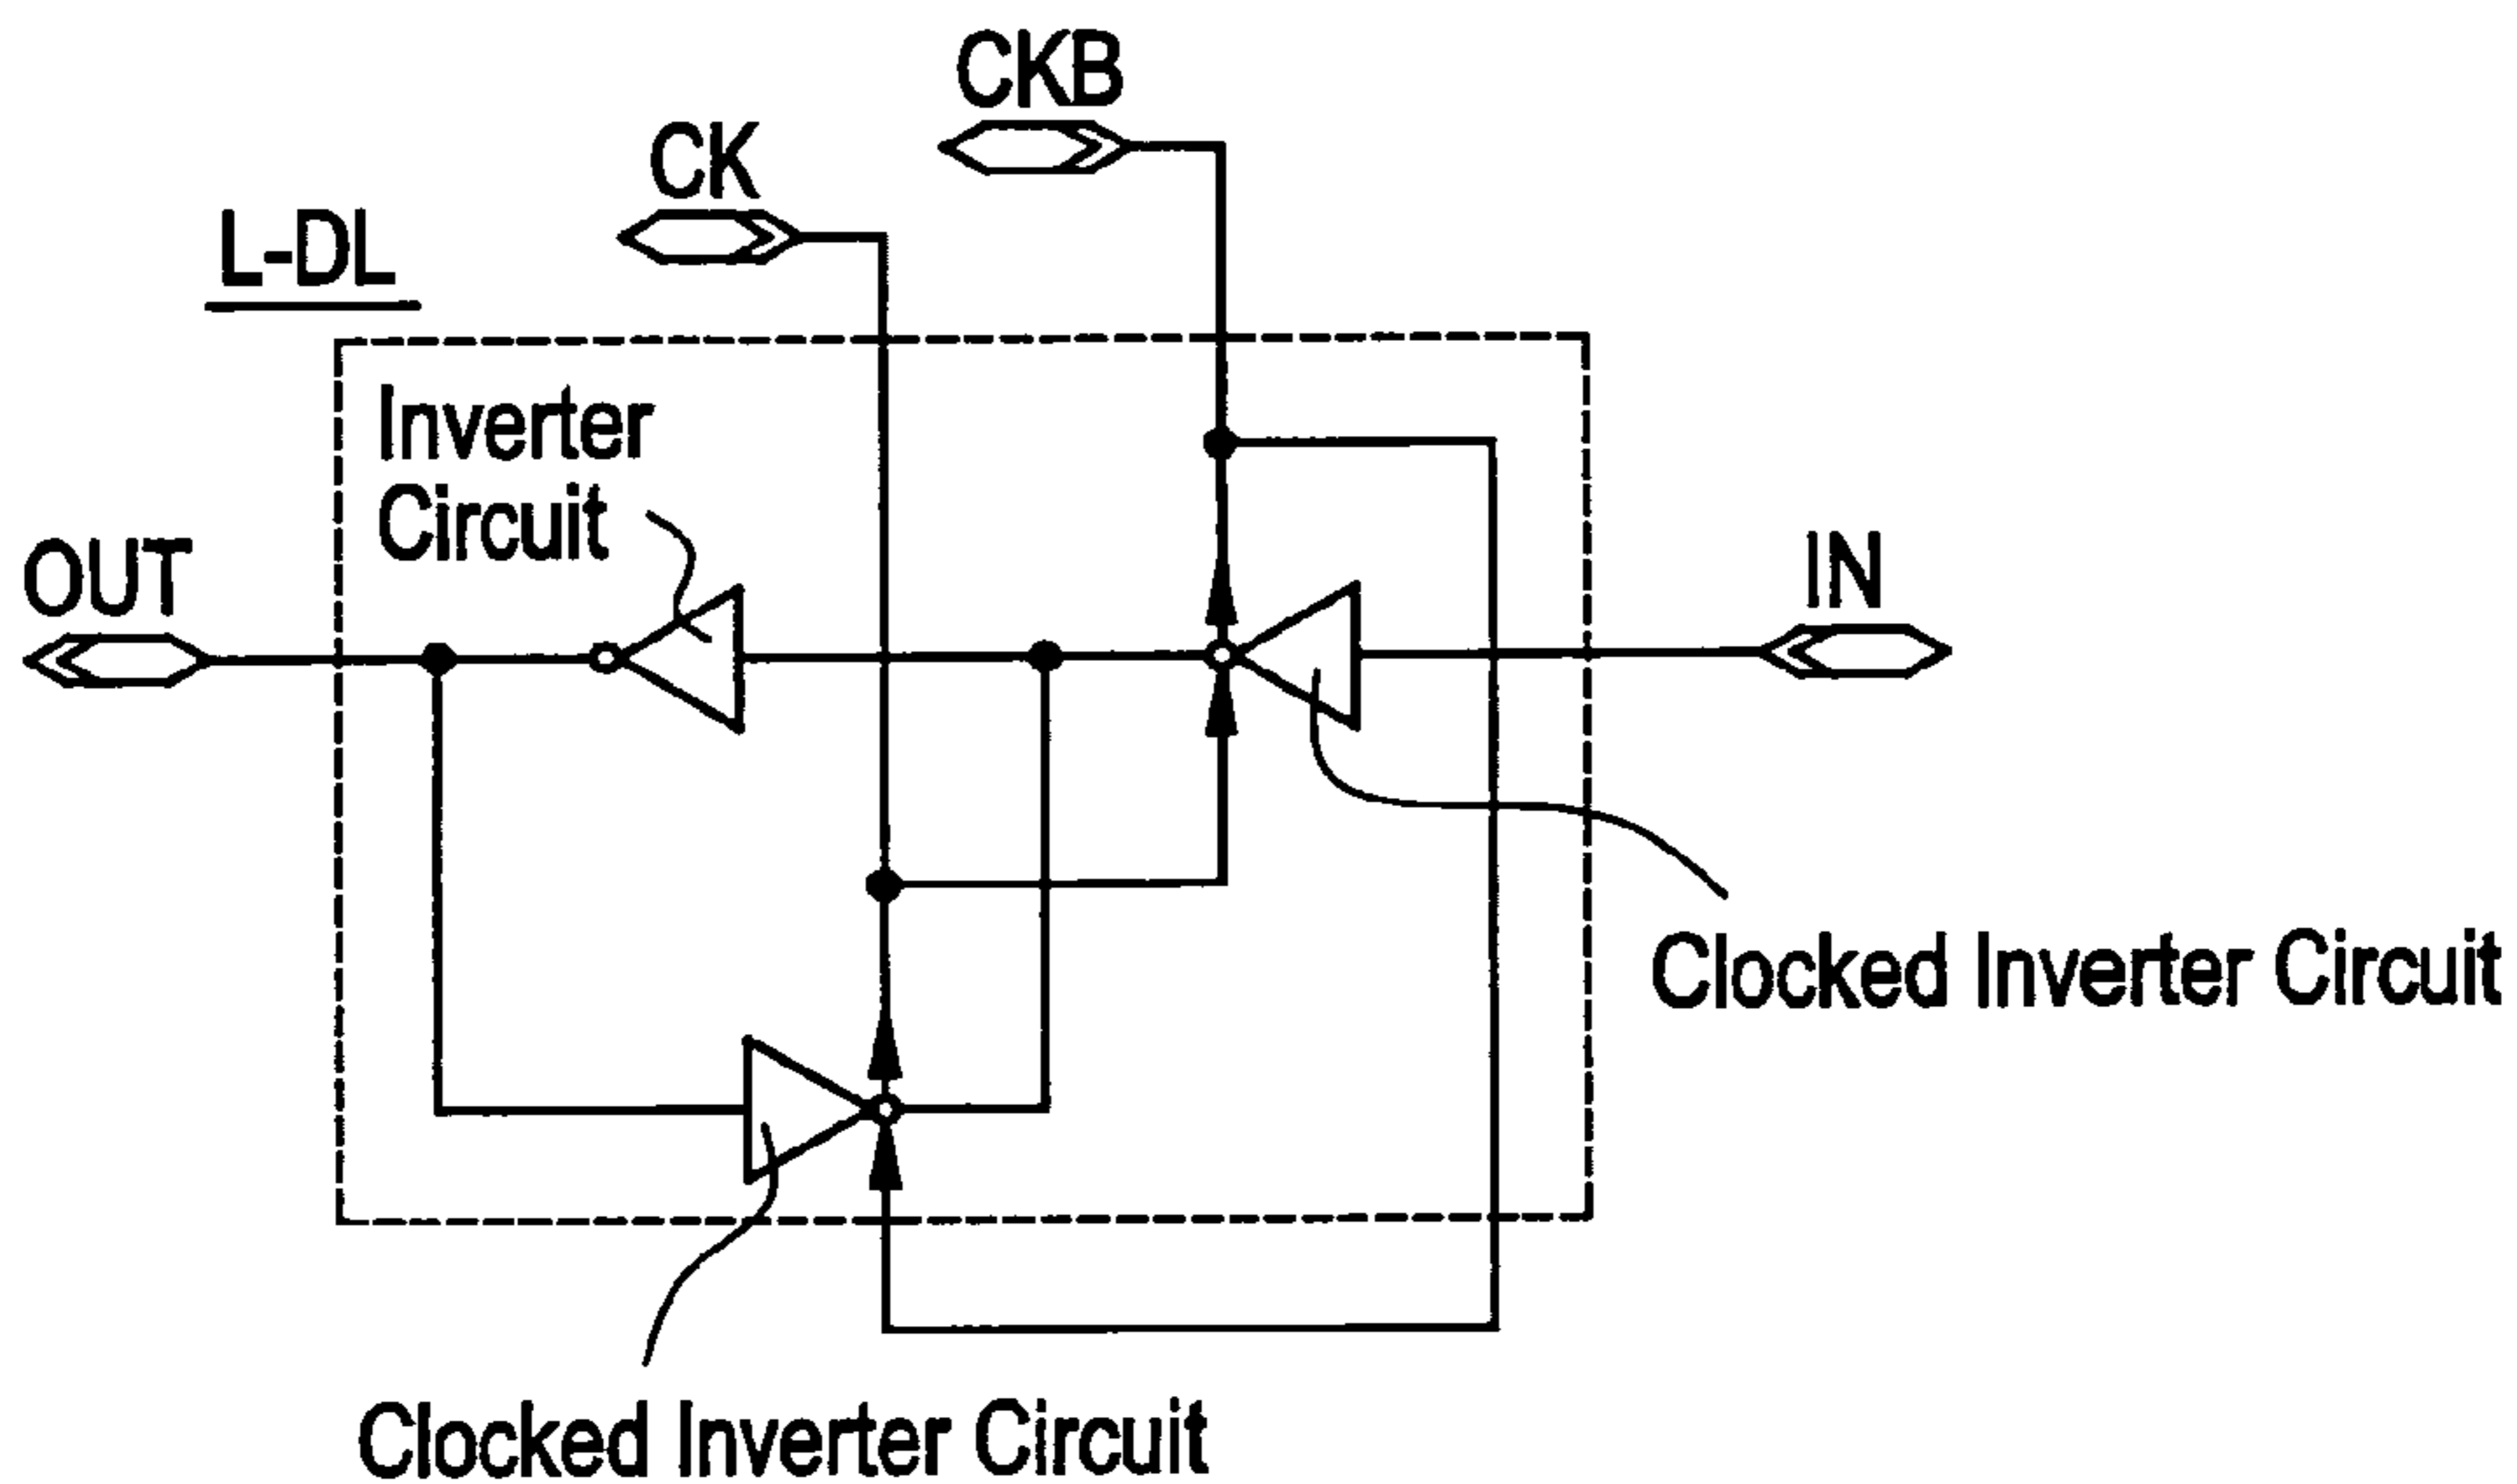 CKB
CK
L-DL
Inverter
Circuit
OUT
IN
Clocked Inverter Circuit
Clocked Inverter Circuit